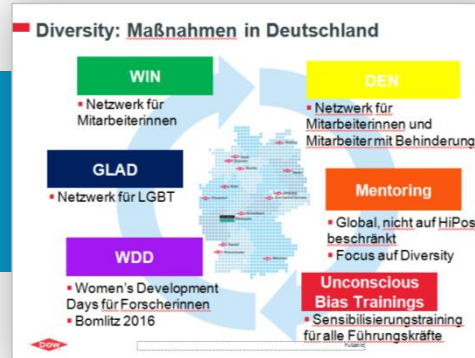 Diversity: Maßnahmen in Deutschland
WIN
▪ Netzwerk für
Mitarbeiterinnen
DEN
▪ Netzwerk für
Mitarbeiterinnen und
Mitarbeiter mit Behinderung
GLAD
▪ Netzwerk für LGBT
Mentoring
▪ Global, nicht auf HiPos
beschränkt
▪ Focus auf Diversity
WDD
▪ Women's Development
Days für Forscherinnen
▪ Bomlitz 2016
Unconscious
Bias Trainings
▪ Sensibilisierungstraining
für alle Führungskräfte
Dow